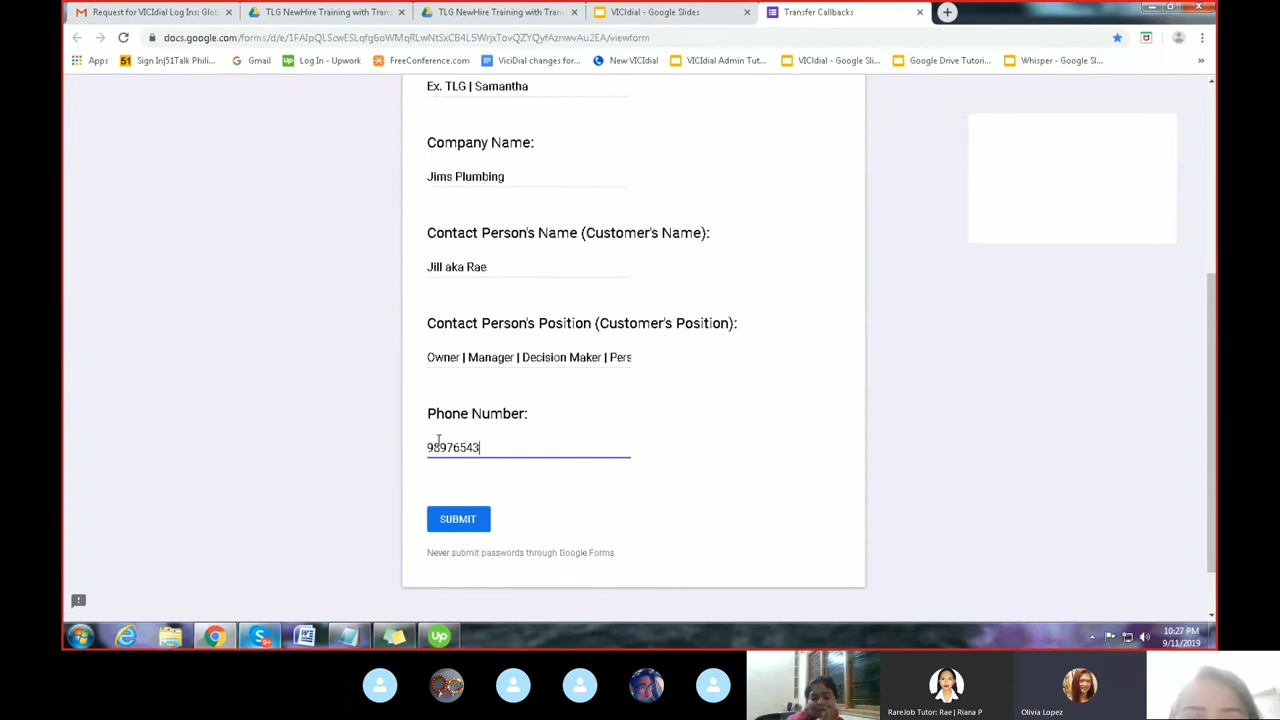 Request for VICIdial Log Ins: Glob
TLG NewHire Training with Tran
TLG NewHire Training with Tran
VICIdial - Google Slides
Transfer Callbacks
docs.google.com/forms/d/e/1FAIpQLScwESLqfg6oWMqRLwNtSxCB4L5WrjxTovQZYQyfAznwvAu2EA/viewform
Apps
Sign In|51Talk Phili...
Gmail
Log In - Upwork
FreeConference.com
ViciDial changes for...
New VICIdial
VICIdial Admin Tut...
VICIdial - Google Sli...
Google Drive Tutori...
Whisper - Google Sl...
Ex. TLG | Samantha
Company Name:
Jims Plumbing
Contact Person's Name (Customer's Name):
Jill aka Rae
Contact Person's Position (Customer's Position):
Owner | Manager | Decision Maker | Pers
Phone Number:
98976543
SUBMIT
Never submit passwords through Google Forms.
10:27 PM
9/11/2019
RareJob Tutor: Rae | Riana P
Olivia Lopez